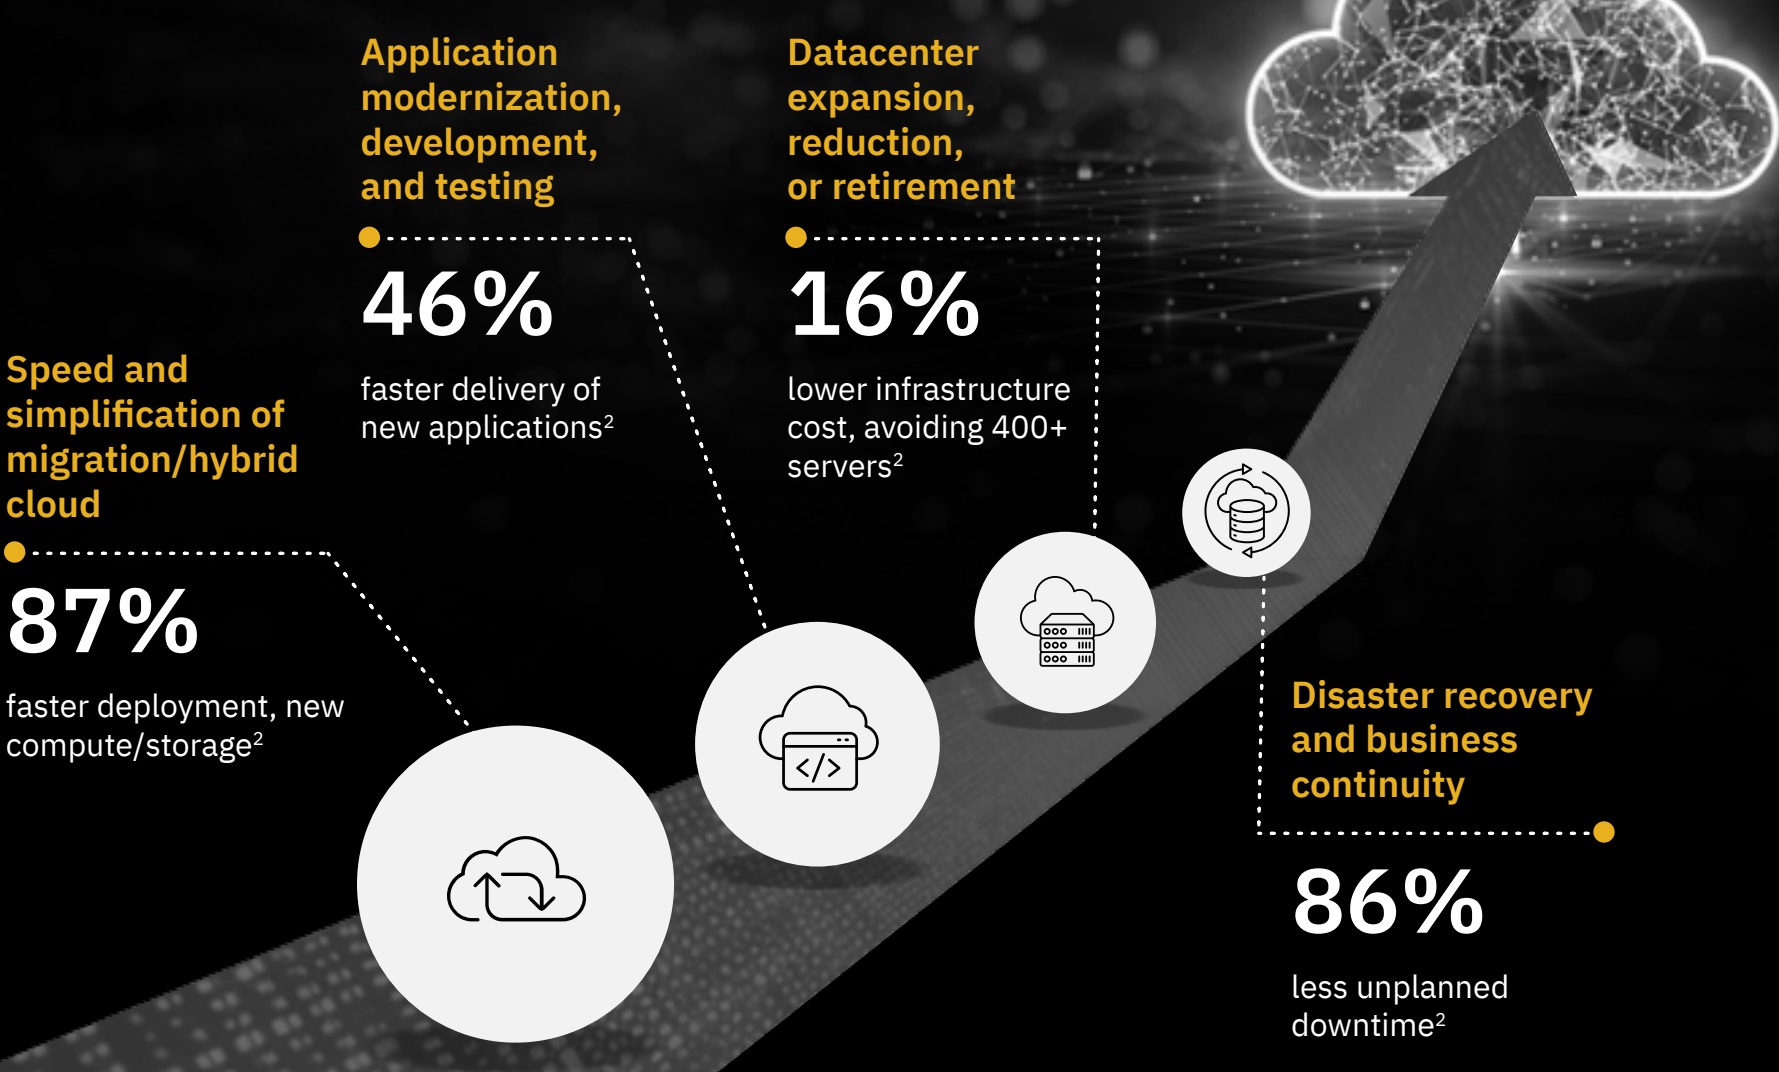 Application
modernization,
development,
and testing
46%
faster delivery of
new applications²
Datacenter
expansion,
reduction,
or retirement
16%
lower infrastructure
cost, avoiding 400+
servers²
Speed and
simplification of
migration/hybrid
cloud
87%
faster deployment, new
compute/storage²
</>
Disaster recovery
and business
continuity
86%
less unplanned
downtime²